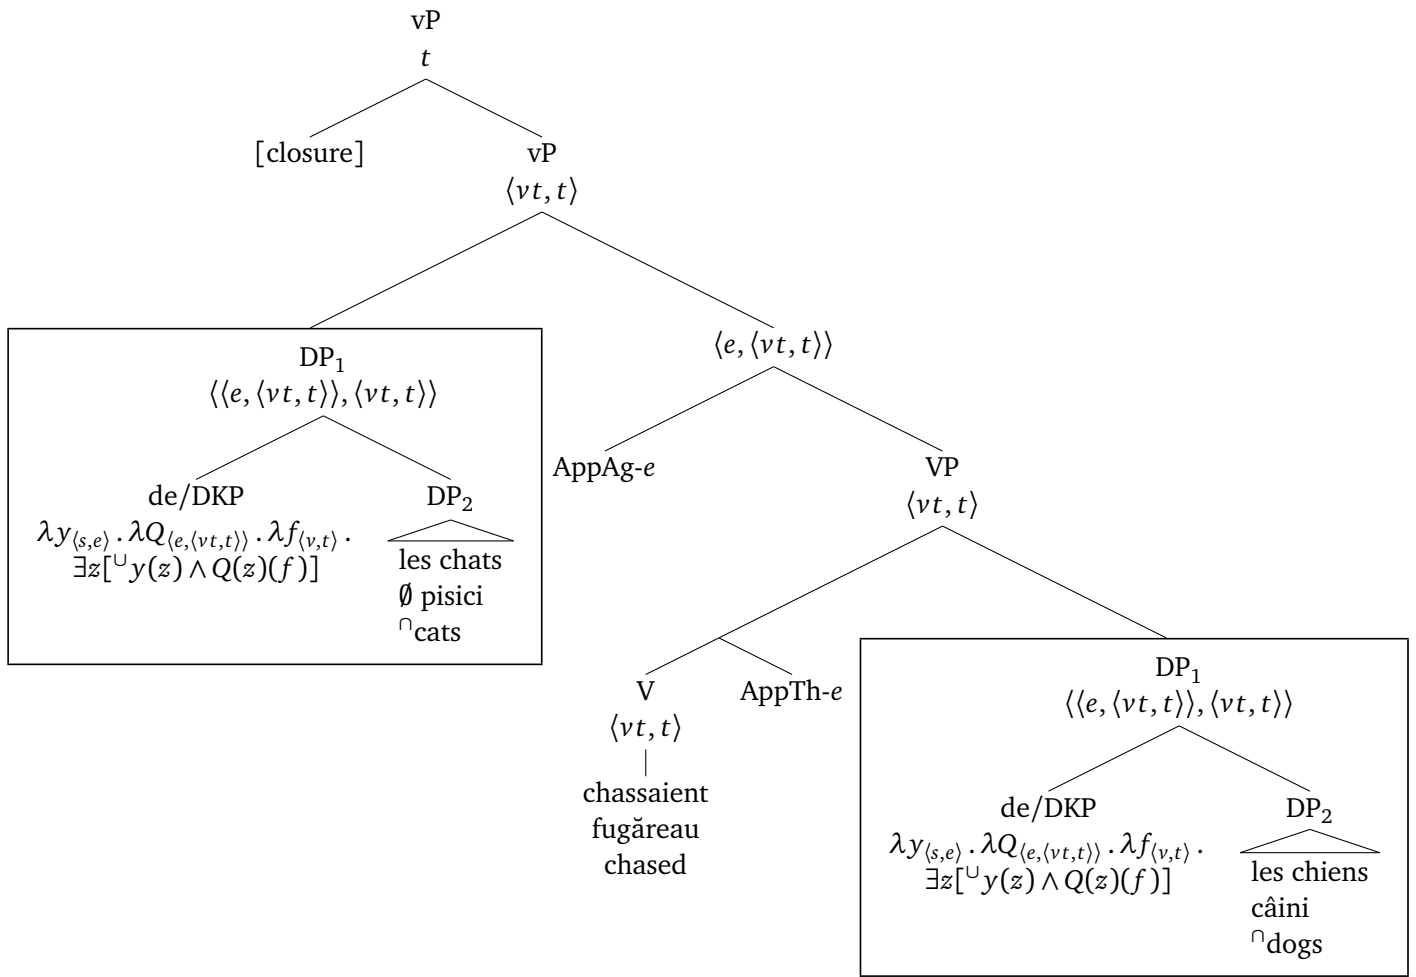 vP
t
[closure]
vP
⟨vt, t⟩
DP₁
⟨⟨e, ⟨vt, t⟩⟩, ⟨vt, t⟩⟩
⟨e, ⟨vt, t⟩⟩
de/DKP
λy⟨s,e⟩ . λQ⟨e,⟨vt,t⟩⟩ . λf⟨v,t⟩ .
∃z[∪y(z) ∧ Q(z)(f)]
DP₂
les chats
∅ pisici
∩cats
AppAg-e
VP
⟨vt, t⟩
V
⟨vt, t⟩
chassaient
fugăreau
chased
AppTh-e
DP₁
⟨⟨e, ⟨vt, t⟩⟩, ⟨vt, t⟩⟩
de/DKP
λy⟨s,e⟩ . λQ⟨e,⟨vt,t⟩⟩ . λf⟨v,t⟩ .
∃z[∪y(z) ∧ Q(z)(f)]
DP₂
les chiens
câini
∩dogs